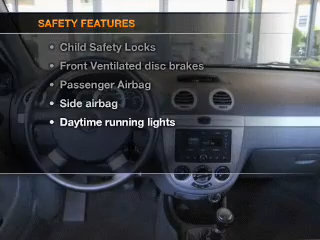 SAFETY FEATURES
• Child Safety Locks
• Front Ventilated disc brakes
• Passenger Airbag
• Side airbag
• Daytime running lights